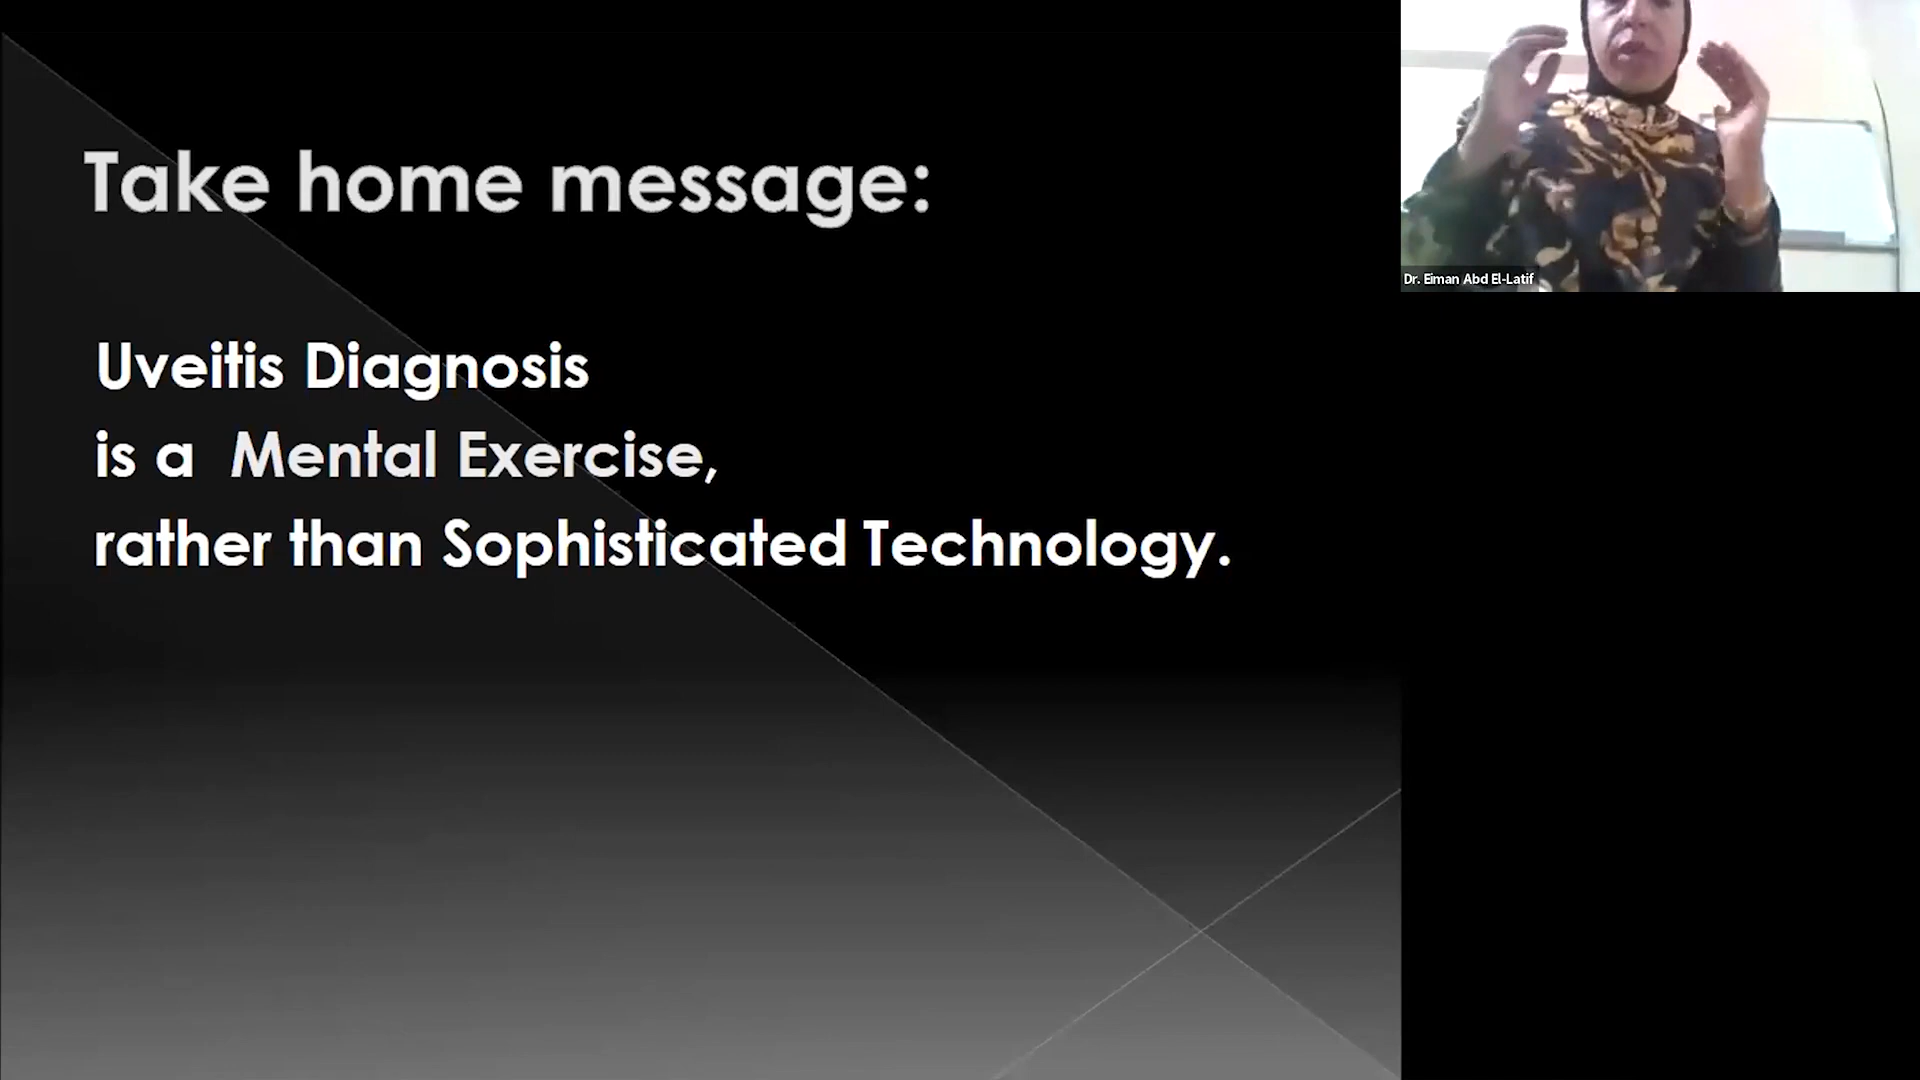 Take home message:
Uveitis Diagnosis
is a Mental Exercise,
rather than Sophisticated Technology.
Dr. Eiman Abd El-Latif